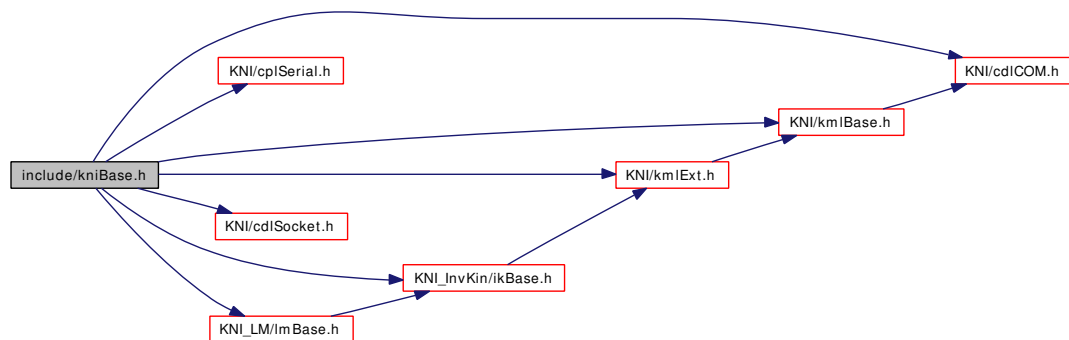 KNI/cplSerial.h
KNI/cdlCOM.h
KNI/kmlBase.h
include/kniBase.h
KNI/kmlExt.h
KNI/cdlSocket.h
KNI_InvKin/ikBase.h
KNI_LM/lmBase.h